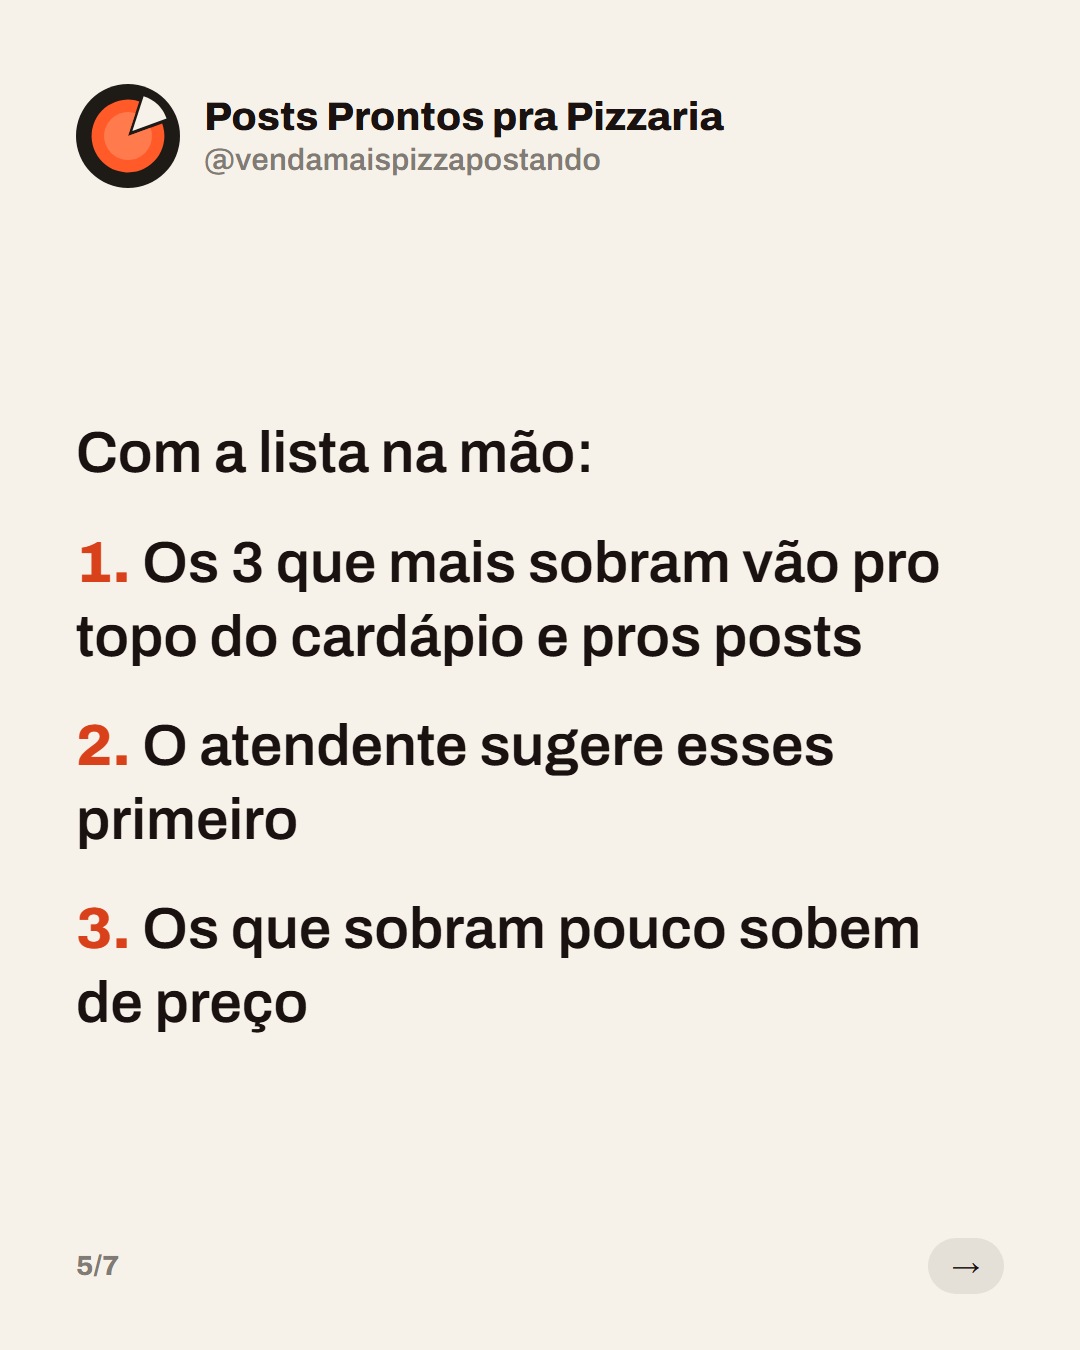 Posts Prontos pra Pizzaria
@vendamaispizzapostando
Com a lista na mão:
1. Os 3 que mais sobram vão pro
topo do cardápio e pros posts
2. O atendente sugere esses
primeiro
3. Os que sobram pouco sobem
de preço
5/7
→